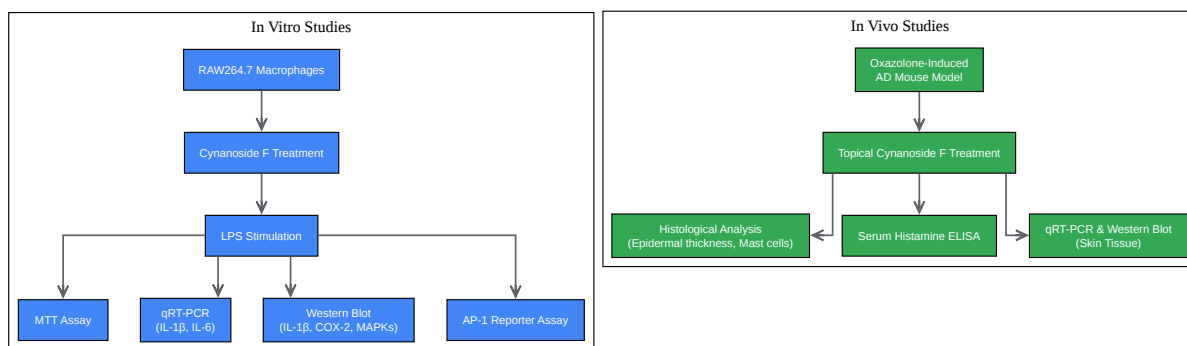 In Vitro Studies
RAW264.7 Macrophages
Cynanoside F Treatment
LPS Stimulation
MTT Assay
qRT-PCR
(IL-1β, IL-6)
Western Blot
(IL-1β, COX-2, MAPKs)
AP-1 Reporter Assay
In Vivo Studies
Oxazolone-Induced
AD Mouse Model
Topical Cynanoside F Treatment
Histological Analysis
(Epidermal thickness, Mast cells)
Serum Histamine ELISA
qRT-PCR & Western Blot
(Skin Tissue)